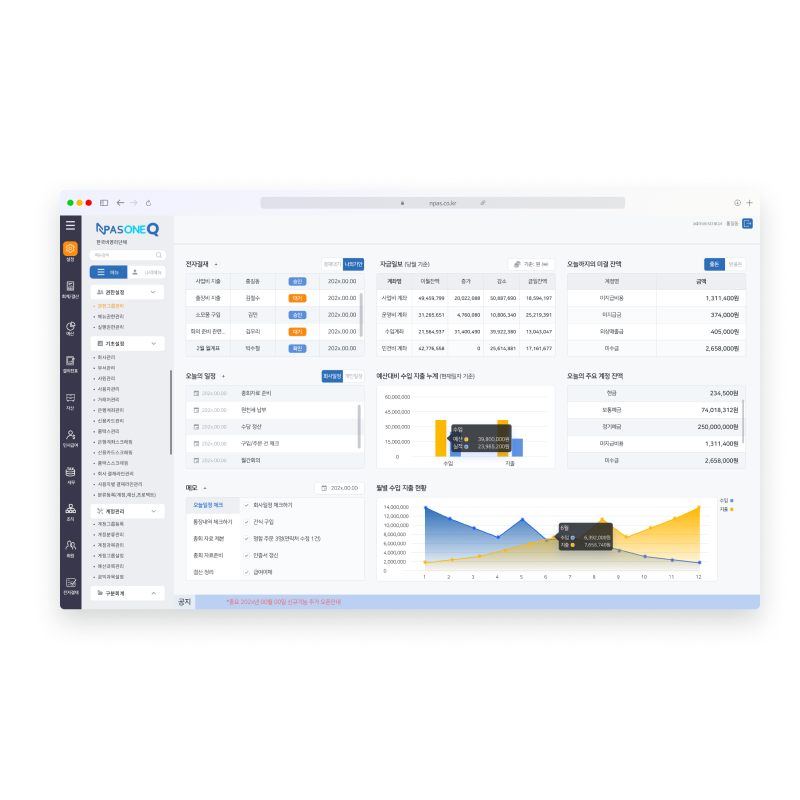 npas.co.kr
NPAS ONE Q
한국비영리단체
administrator 홍길동
설정
회계/결산
예산
결의전표
자산
인사급여
세무
조직
회원
전자결재
메뉴검색
메뉴
나의메뉴
권한설정
권한그룹관리
메뉴권한관리
실행권한관리
기초설정
회사관리
부서관리
사원관리
사용자관리
거래처관리
은행계좌관리
신용카드관리
홈택스관리
은행계좌스크래핑
신용카드스크래핑
홈택스스크래핑
회사 결재라인관리
사용자별 결재라인관리
분류등록(계정,예산,프로젝트)
계정관리
계정그룹등록
계정분류관리
계정과목관리
계정그룹설정
예산과목관리
공익과목설정
구분회계
전자결재 +
결재대기 나의기안
사업비 지출 홍길동 승인 202x.00.00
출장비 지출 김철수 대기 202x.00.00
소모품 구입 김민 승인 202x.00.00
회의 준비 관련... 김우리 대기 202x.00.00
2월 월계표 박수철 확인 202x.00.00
자금일보 (당월 기준)
기준: 원 (₩)
계좌명 이월잔액 증가 감소 금일잔액
사업비 계좌 49,459,799 20,022,088 50,887,690 18,594,197
운영비 계좌 31,265,651 4,760,080 10,806,340 25,219,391
수입계좌 21,564,937 31,400,490 39,922,380 13,043,047
인건비 계좌 42,776,558 0 25,614,881 17,161,677
오늘까지의 미결 잔액
모든 반출문
계정명 금액
미지급비용 1,311,400원
미지급금 374,000원
외상매출금 405,000원
미수금 2,658,000원
오늘의 일정 +
회사일정 개인일정
202x.00.00 총회자료 준비
202x.00.00 원천세 납부
202x.00.00 수당 정산
202x.00.00 구입/주문 건 체크
202x.00.00 월간회의
예산대비 수입 지출 누계 (현재일자 기준)
60,000,000
45,000,000
30,000,000
15,000,000
0
수입
예산 39,800,000원
실적 23,965,200원
수입 지출
오늘의 주요 계정 잔액
현금 234,500원
보통예금 74,018,312원
정기예금 250,000,000원
미지급비용 1,311,400원
미수금 2,658,000원
메모 +
202x.00.00
오늘일정 체크
통장내역 체크하기
총회 자료 제본
총회 자료준비
결산 정리
회사일정 체크하기
간식 구입
명함 주문 3명(연락처 수정 1건)
인증서 갱신
급여이체
월별 수입 지출 현황
14,000,000
12,000,000
10,000,000
8,000,000
6,000,000
4,000,000
2,000,000
0
6월
수입 6,392,000원
지출 7,658,740원
1 2 3 4 5 6 7 8 9 10 11 12
수입
지출
공지
*중요 202x년 00월 00일 신규기능 추가 오픈안내